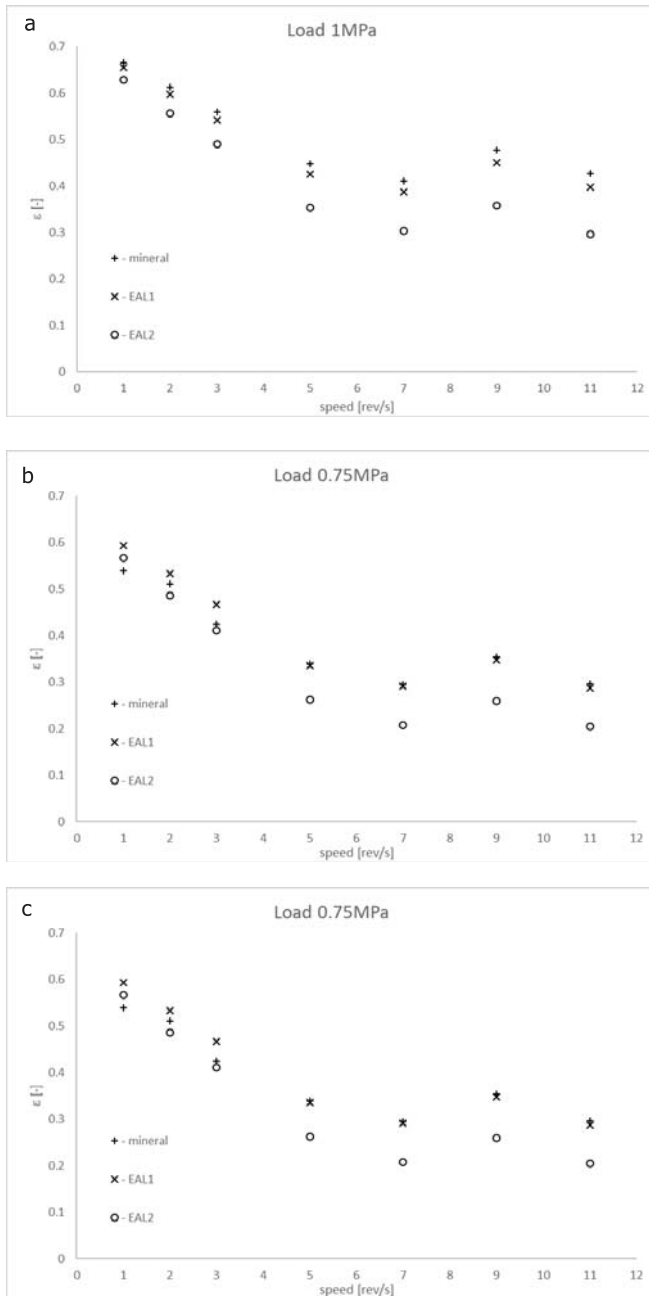 a
Load 1MPa
0.7
0.6
0.5
0.4
0.3
0.2
0.1
0
ε [-]
+ - mineral
× - EAL1
o - EAL2
0 1 2 3 4 5 6 7 8 9 10 11 12
speed [rev/s]
b
Load 0.75MPa
0.7
0.6
0.5
0.4
0.3
0.2
0.1
0
ε [-]
+ - mineral
× - EAL1
o - EAL2
0 1 2 3 4 5 6 7 8 9 10 11 12
speed [rev/s]
c
Load 0.75MPa
0.7
0.6
0.5
0.4
0.3
0.2
0.1
0
ε [-]
+ - mineral
× - EAL1
o - EAL2
0 1 2 3 4 5 6 7 8 9 10 11 12
speed [rev/s]